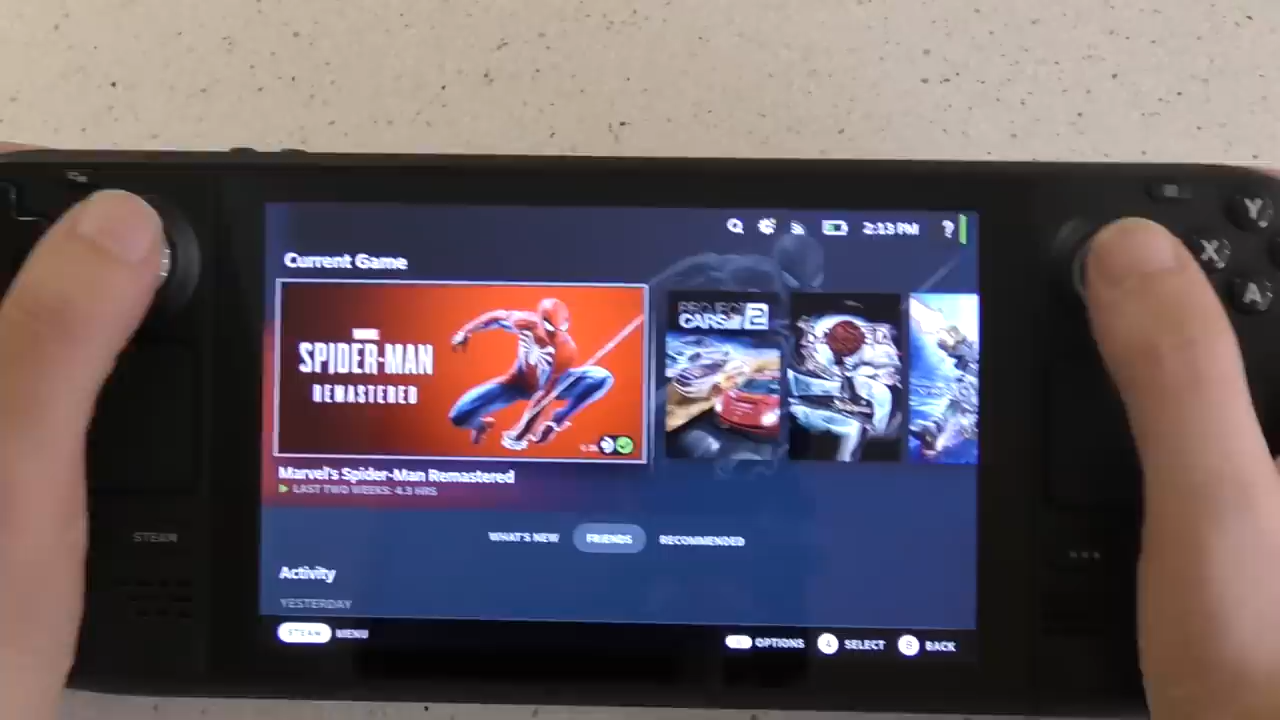 2:13 PM ?
Current Game
MARVEL
SPIDER-MAN
REMASTERED
PROJECT
CARS 2
Marvel's Spider-Man Remastered
LAST TWO WEEKS: 4.3 HRS
WHAT'S NEW
FRIENDS
RECOMMENDED
Activity
YESTERDAY
STEAM MENU
OPTIONS
A SELECT
B BACK
STEAM
...
Y
X
A